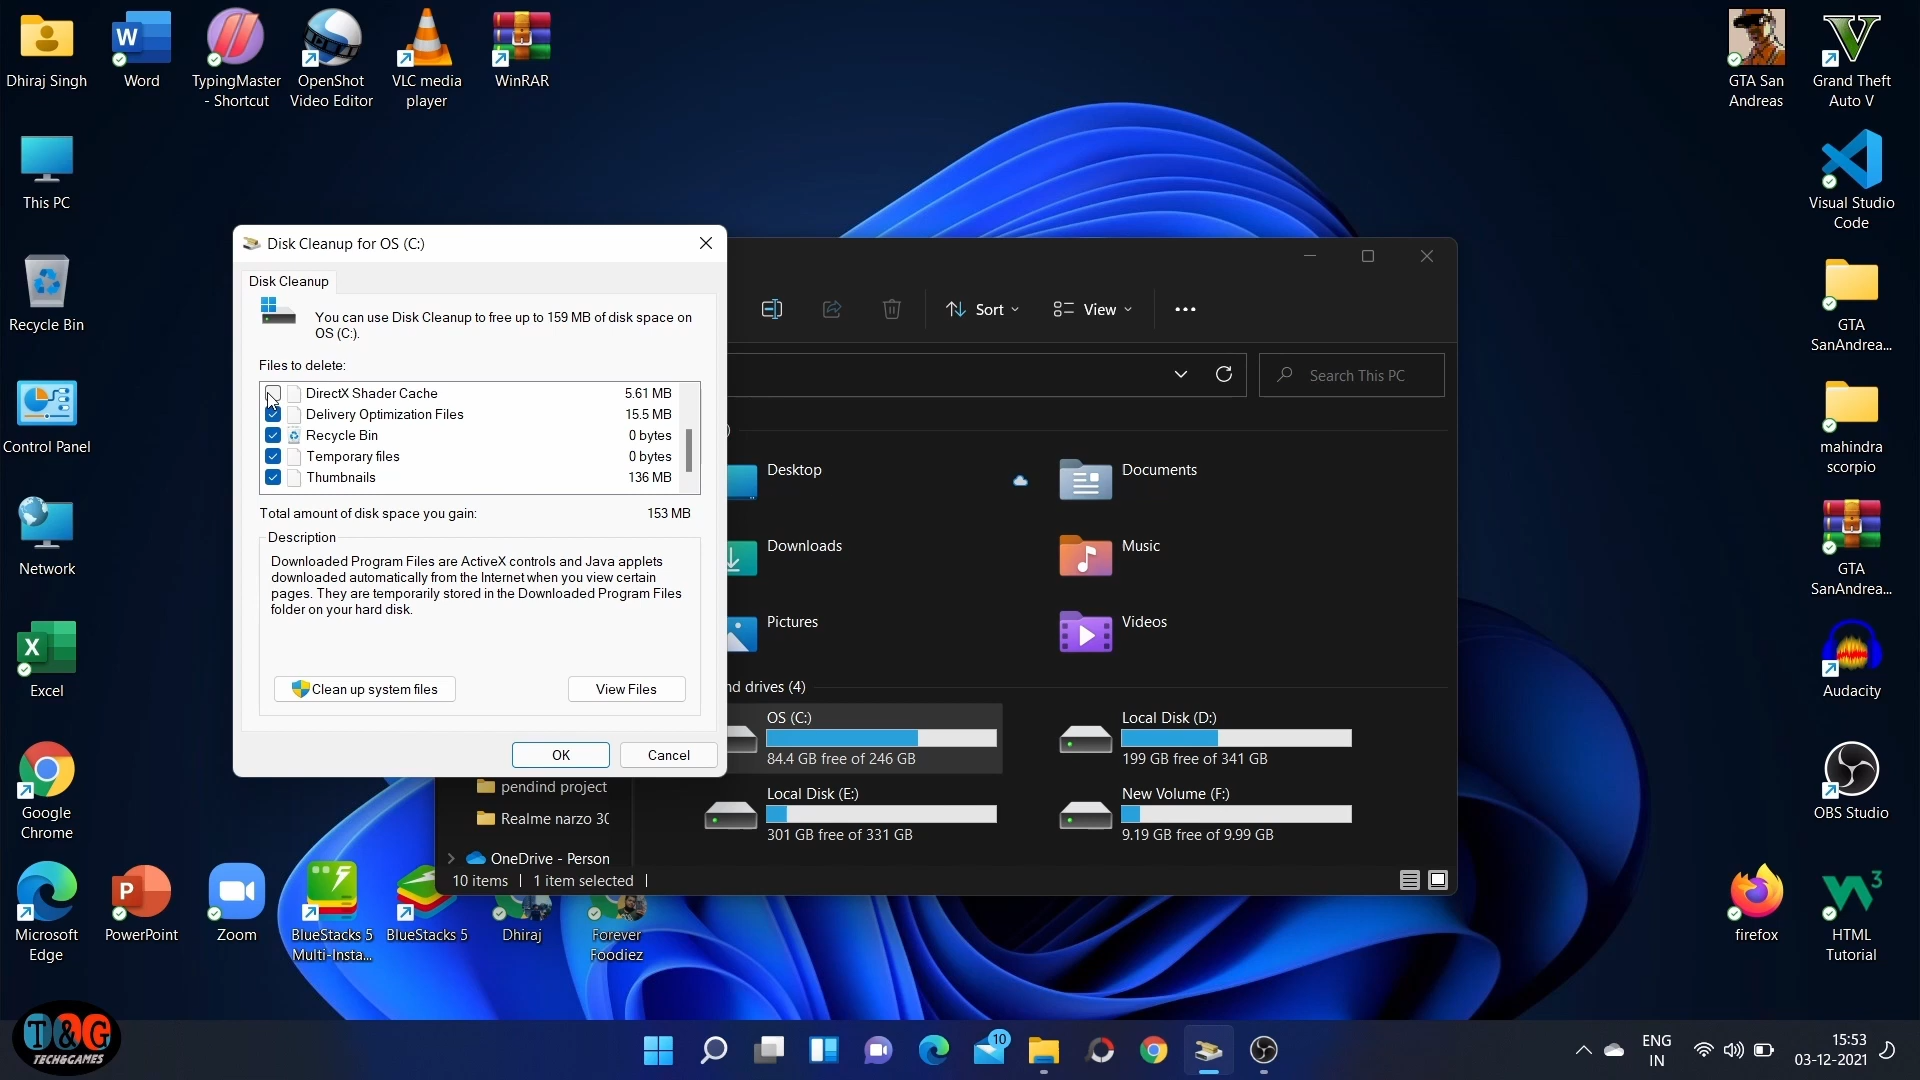 Dhiraj Singh
Word
TypingMaster
- Shortcut
OpenShot
Video Editor
VLC media
player
WinRAR
GTA San
Andreas
Grand Theft
Auto V
This PC
Visual Studio
Code
Recycle Bin
GTA
SanAndrea...
Control Panel
mahindra
scorpio
Network
GTA
SanAndrea...
Excel
Audacity
Google
Chrome
OBS Studio
Microsoft
Edge
PowerPoint
Zoom
BlueStacks 5
Multi-Insta...
BlueStacks 5
Dhiraj
Forever
Foodiez
firefox
HTML
Tutorial
Disk Cleanup for OS (C:)
Disk Cleanup
You can use Disk Cleanup to free up to 159 MB of disk space on
OS (C:).
Files to delete:
DirectX Shader Cache 5.61 MB
Delivery Optimization Files 15.5 MB
Recycle Bin 0 bytes
Temporary files 0 bytes
Thumbnails 136 MB
Total amount of disk space you gain: 153 MB
Description
Downloaded Program Files are ActiveX controls and Java applets
downloaded automatically from the Internet when you view certain
pages. They are temporarily stored in the Downloaded Program Files
folder on your hard disk.
Clean up system files
View Files
OK
Cancel
Sort
View
Search This PC
Desktop
Documents
Downloads
Music
Pictures
Videos
nd drives (4)
OS (C:)
84.4 GB free of 246 GB
Local Disk (D:)
199 GB free of 341 GB
Local Disk (E:)
301 GB free of 331 GB
New Volume (F:)
9.19 GB free of 9.99 GB
pendind project
Realme narzo 30
OneDrive - Person
10 items
1 item selected
T&G
TECH&GAMES
10
ENG
IN
15:53
03-12-2021